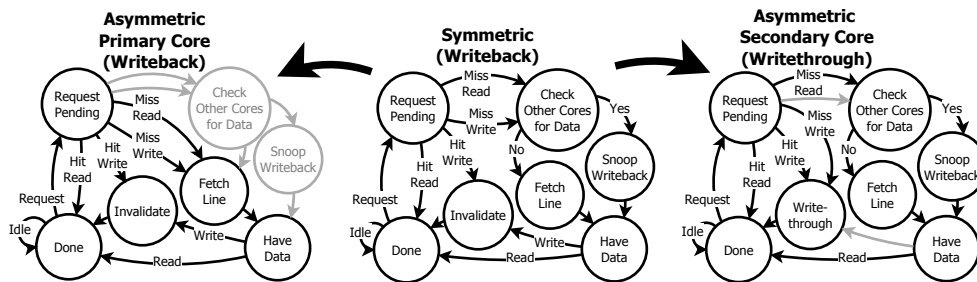 Asymmetric
Primary Core
(Writeback)
Request
Pending
Miss
Read
Miss
Write
Hit
Write
Hit
Read
Check
Other Cores
for Data
Snoop
Writeback
Fetch
Line
Invalidate
Request
Idle
Done
Write
Read
Have
Data
Symmetric
(Writeback)
Request
Pending
Miss
Read
Miss
Write
Hit
Write
Hit
Read
Check
Other Cores
for Data
Yes
No
Snoop
Writeback
Fetch
Line
Invalidate
Request
Idle
Done
Write
Read
Have
Data
Asymmetric
Secondary Core
(Writethrough)
Request
Pending
Miss
Read
Miss
Write
Hit
Write
Hit
Read
Check
Other Cores
for Data
Yes
No
Snoop
Writeback
Fetch
Line
Write-
through
Request
Idle
Done
Read
Have
Data